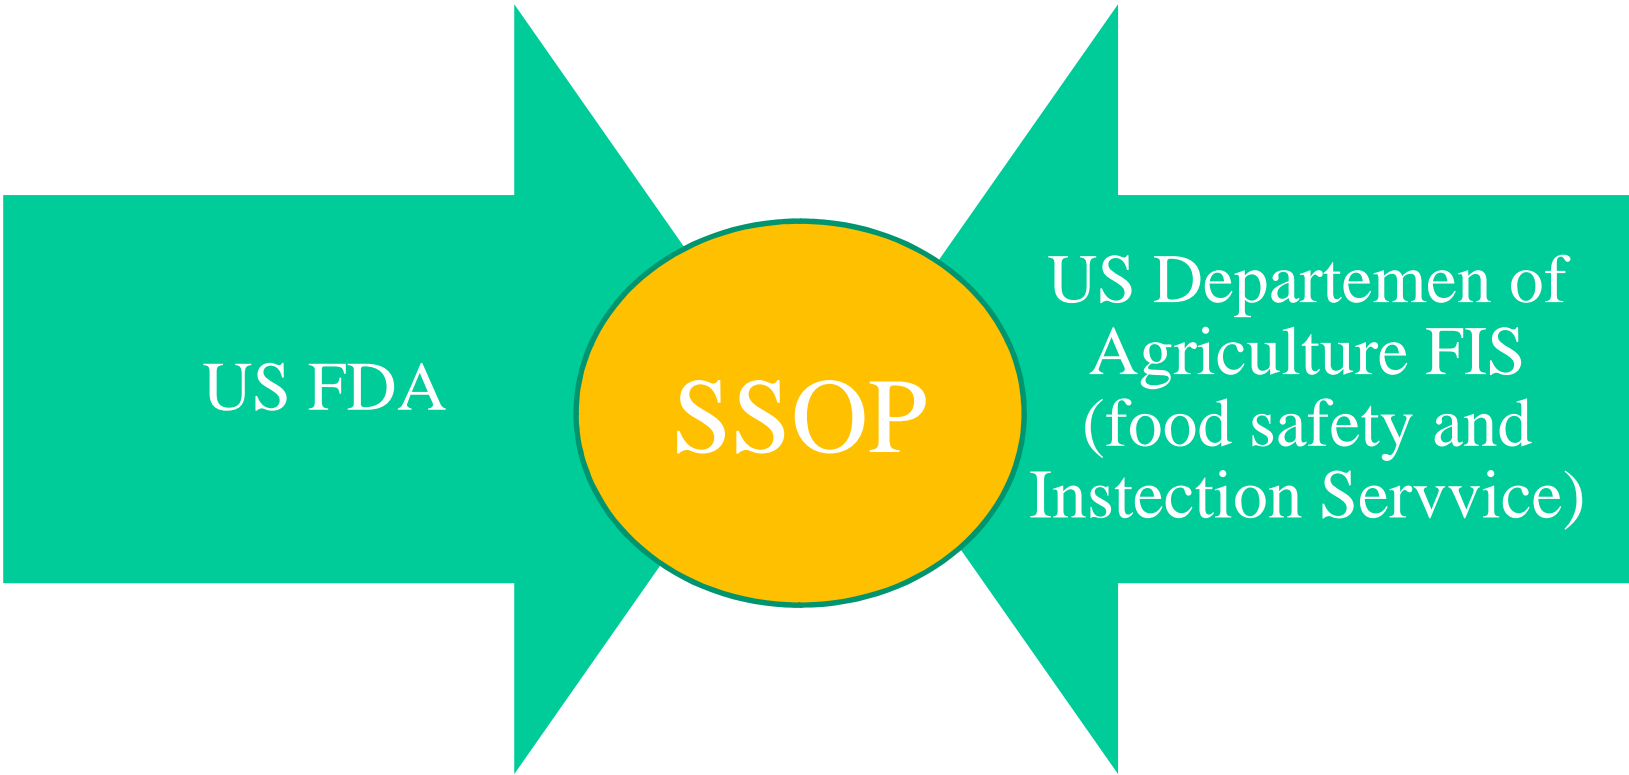 US FDA
SSOP
US Departemen of
Agriculture FIS
(food safety and
Instection Servvice)